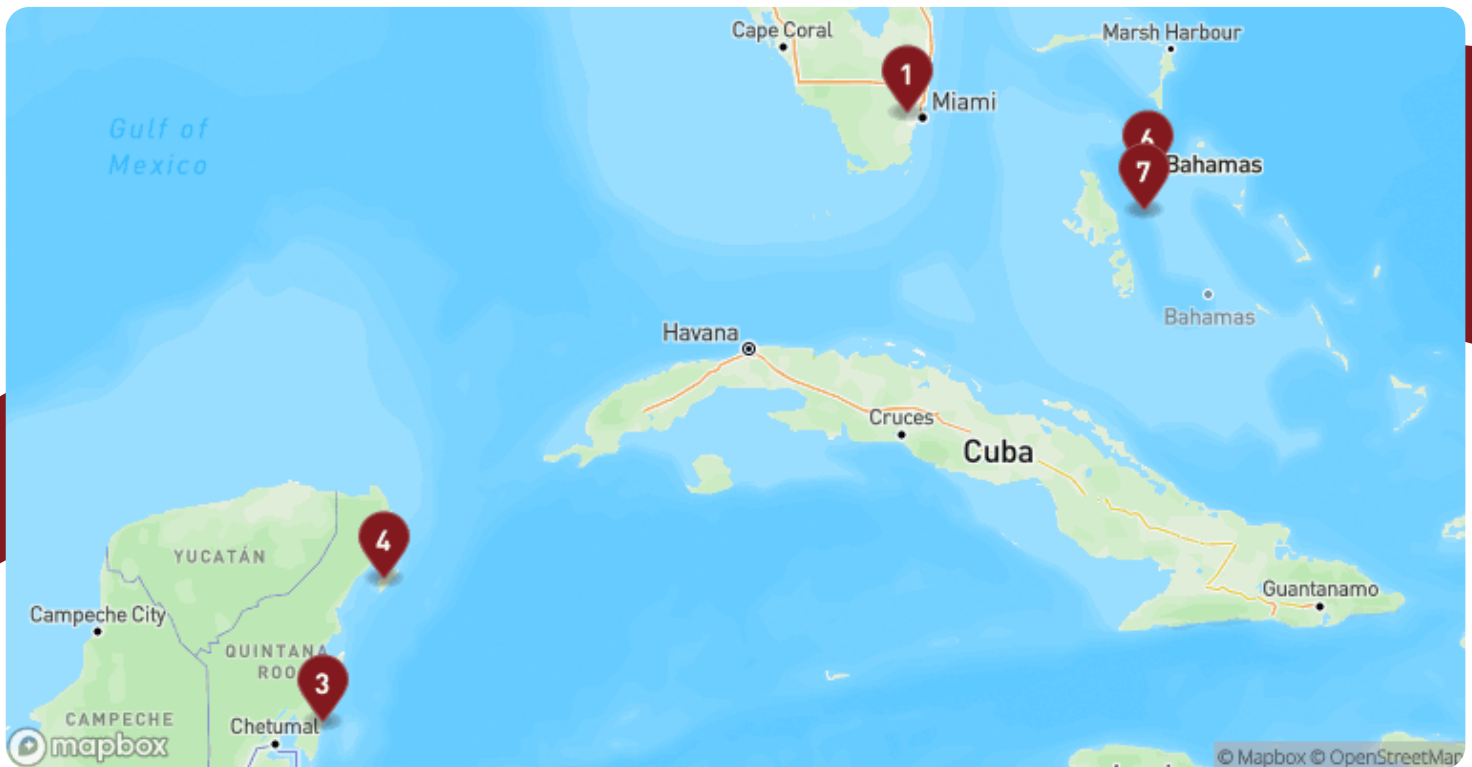 Cape Coral
Marsh Harbour
1
Miami
Gulf of
Mexico
6
Bahamas
7
Bahamas
Havana
Cruces
Cuba
4
YUCATÁN
Guantanamo
Campeche City
QUINTANA
ROO
3
CAMPECHE
Chetumal
mapbox
© Mapbox © OpenStreetMap